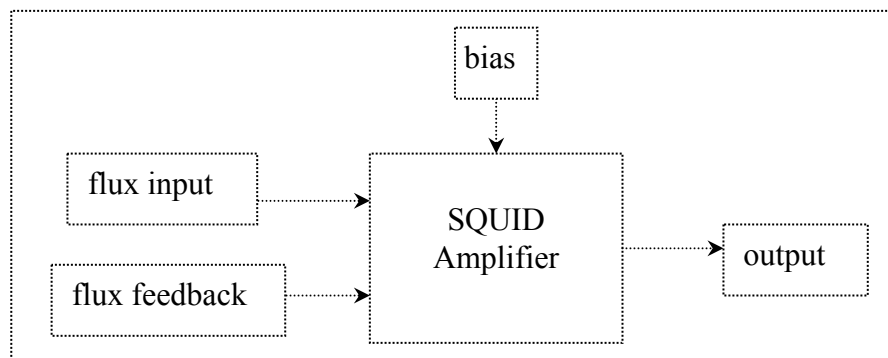 bias
flux input
SQUID
Amplifier
flux feedback
output